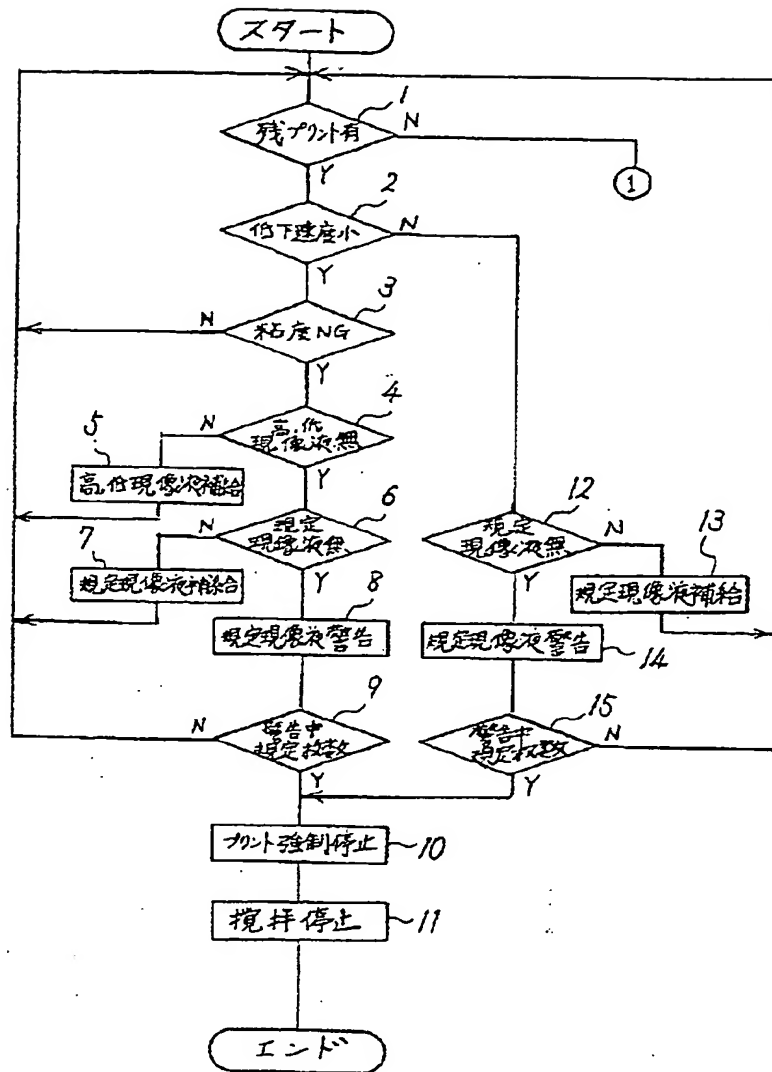 スタート
1
残プリント有
N
Y
①
2
低下速度小
N
Y
3
粘度NG
N
Y
4
高,低
現像液無
N
Y
5
高,低現像液補給
6
規定
現像液無
N
Y
7
規定現像液補給
8
規定現像液警告
9
警告中
規定枚数
N
Y
12
規定
現像液無
N
Y
13
規定現像液補給
規定現像液警告
14
15
警告中
規定枚数
N
Y
プリント強制停止
10
撹拌停止
11
エンド